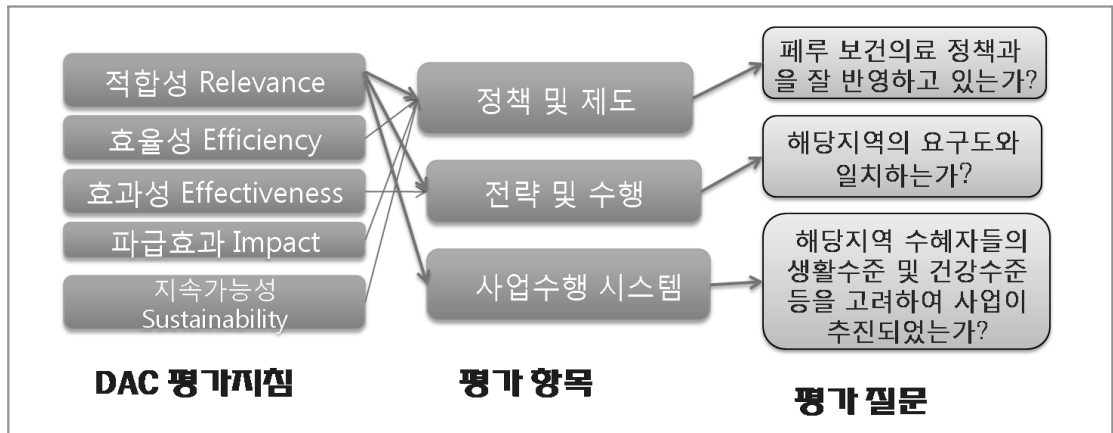 적합성 Relevance
효율성 Efficiency
효과성 Effectiveness
파급효과 Impact
지속가능성
Sustainability
DAC 평가지침
정책 및 제도
전략 및 수행
사업수행 시스템
평가 항목
페루 보건의료 정책과
을 잘 반영하고 있는가?
해당지역의 요구도와
일치하는가?
해당지역 수혜자들의
생활수준 및 건강수준
등을 고려하여 사업이
추진되었는가?
평가 질문